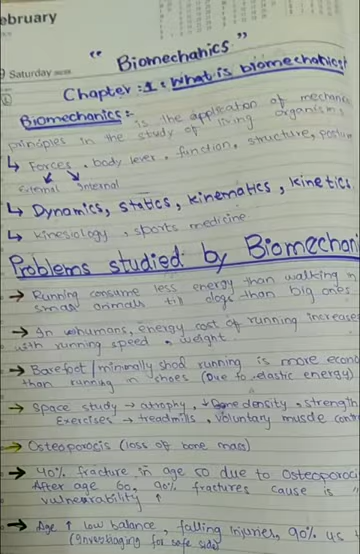 ebruary
Saturday
" Biomechanics "
Chapter : 1 : What is biomechanics?
Biomechanics:- is the application of mechanic
principles in the study of living organisms,
↳ Forces, body lever, function, structure, postur
External Internal
↳ Dynamics, statics, kinematics, kinetics
↳ kinesiology, sports medicine
Problems studied by Biomechani
→ Running consume less energy than walking in
small animals till dogs than big ones.
→ In humans, energy cost of running increases
with running speed, weight.
→ Barefoot/minimally shod running is more econo
than running in shoes (Due to elastic energy)
→ Space study → atrophy, ↓ Bone density, strength
Exercises → treadmills, voluntary muscle contr
→ Osteoporocis (loss of bone mass)
→ 40% fracture in age 50 due to Osteoporoci
After age 60, 90% fractures cause is
vulnerability ↑
→ Age ↑ low balance, falling injuries, 90% us
(Inverbaging for safe side)